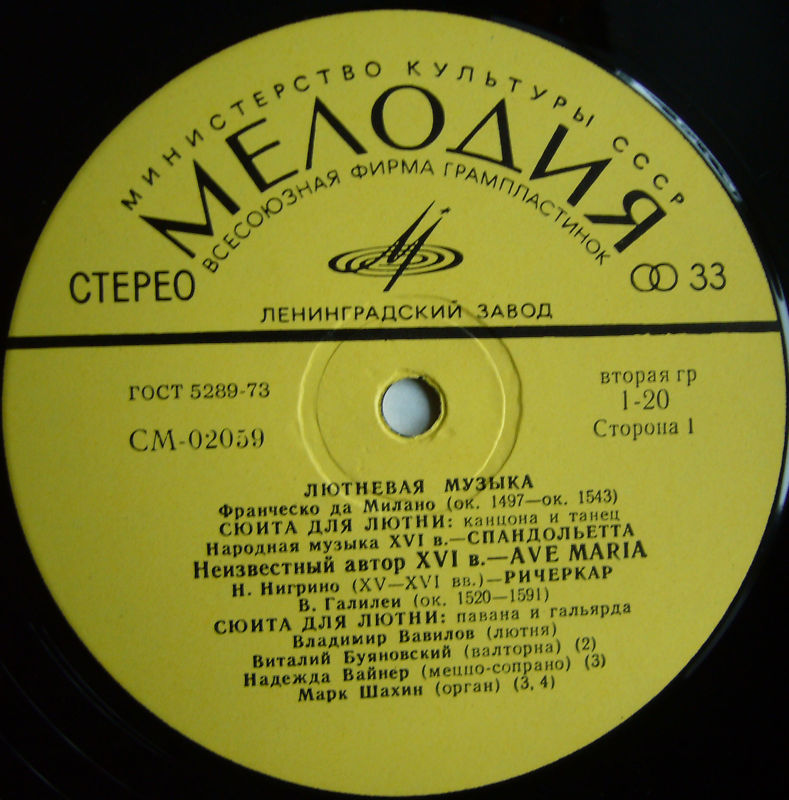 МИНИСТЕРСТВО КУЛЬТУРЫ СССР
МЕЛОДИЯ
ВСЕСОЮЗНАЯ ФИРМА ГРАМПЛАСТИНОК
СТЕРЕО
33
ЛЕНИНГРАДСКИЙ ЗАВОД
ГОСТ 5289-73
вторая гр
1-20
СМ-02059
Сторона 1
ЛЮТНЕВАЯ МУЗЫКА
Франческо да Милано (ок. 1497—ок. 1543)
СЮИТА ДЛЯ ЛЮТНИ: канцона и танец
Народная музыка XVI в.—СПАНДОЛЬЕТТА
Неизвестный автор XVI в.—AVE MARIA
Н. Нигрино (XV—XVI вв.)—РИЧЕРКАР
В. Галилеи (ок. 1520—1591)
СЮИТА ДЛЯ ЛЮТНИ: павана и гальярда
Владимир Вавилов (лютня)
Виталий Буяновский (валторна) (2)
Надежда Вайнер (меццо-сопрано) (3)
Марк Шахин (орган) (3, 4)